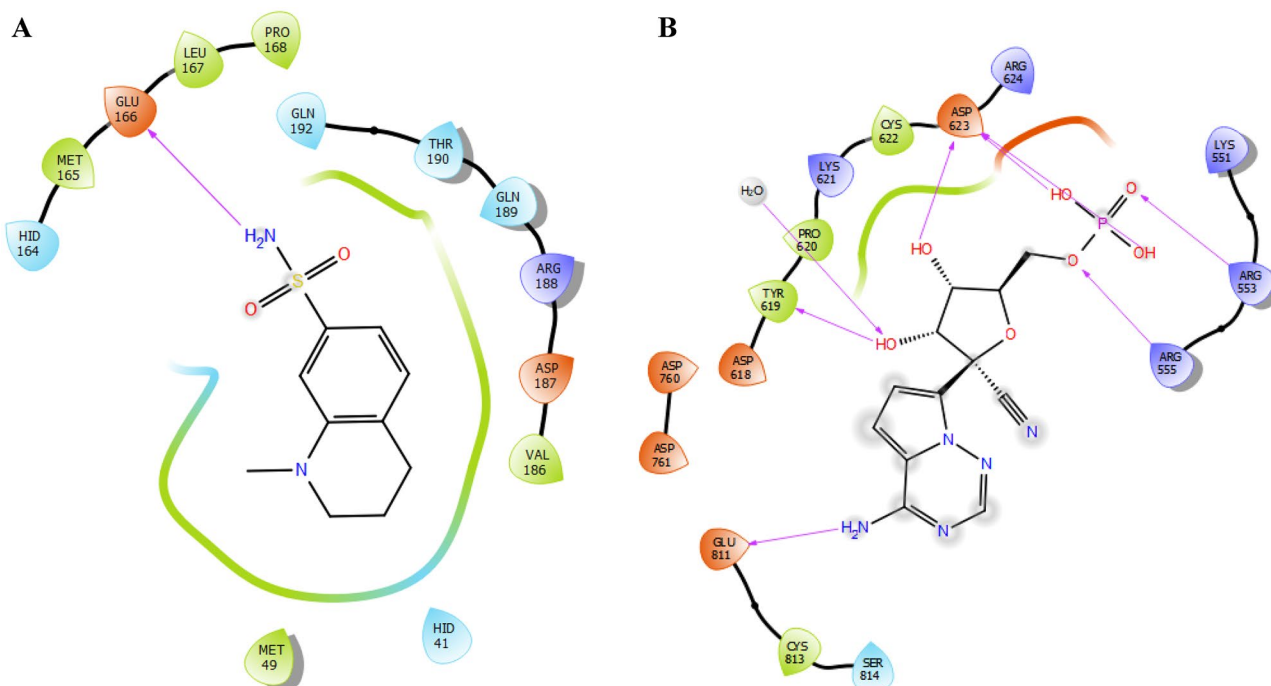 A
PRO
168
LEU
167
GLU
166
MET
165
HID
164
GLN
192
THR
190
GLN
189
ARG
188
ASP
187
VAL
186
H2N
O
S
O
N
HID
41
MET
49
B
ARG
624
ASP
623
CYS
622
LYS
621
H2O
PRO
620
TYR
619
ASP
618
ASP
760
ASP
761
LYS
551
ARG
553
ARG
555
HO
O
P
OH
O
HO
O
HO
N
N
N
N
H2N
GLU
811
CYS
813
SER
814